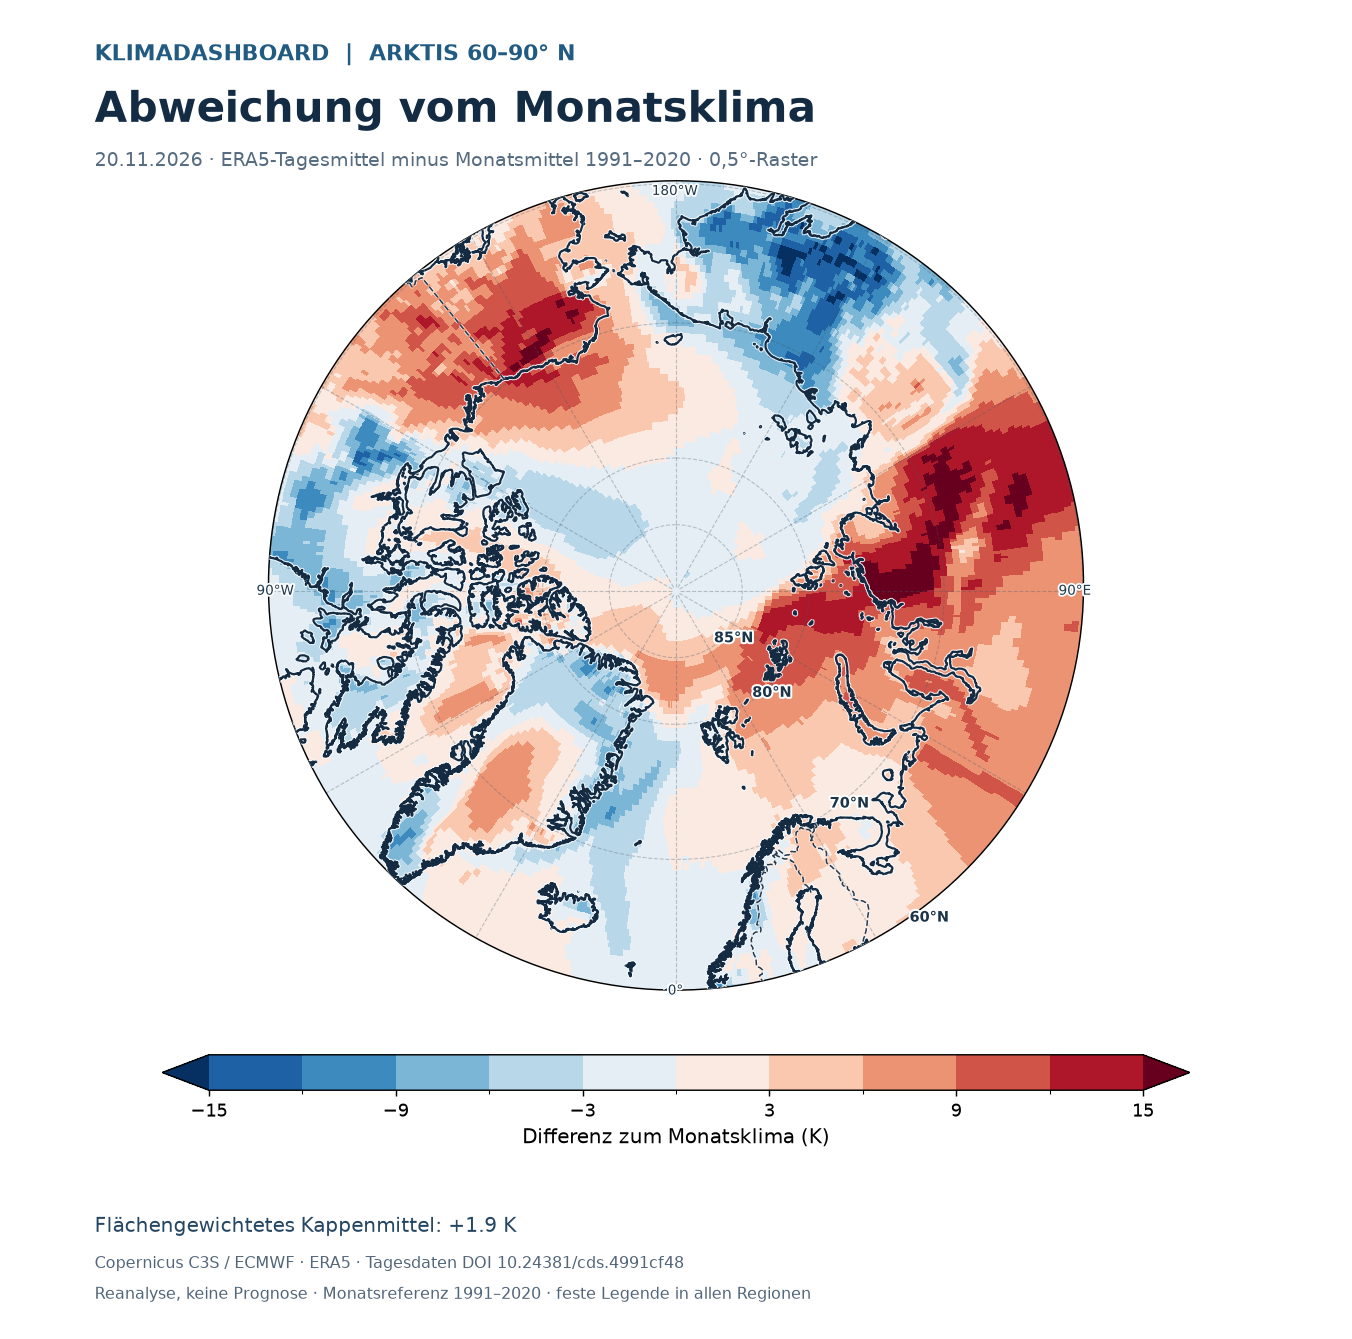 KLIMADASHBOARD | ARKTIS 60–90° N
Abweichung vom Monatsklima
20.11.2026 · ERA5-Tagesmittel minus Monatsmittel 1991–2020 · 0,5°-Raster
180°W
90°W
90°E
85°N
80°N
70°N
60°N
0°
−15 −9 −3 3 9 15
Differenz zum Monatsklima (K)
Flächengewichtetes Kappenmittel: +1.9 K
Copernicus C3S / ECMWF · ERA5 · Tagesdaten DOI 10.24381/cds.4991cf48
Reanalyse, keine Prognose · Monatsreferenz 1991–2020 · feste Legende in allen Regionen